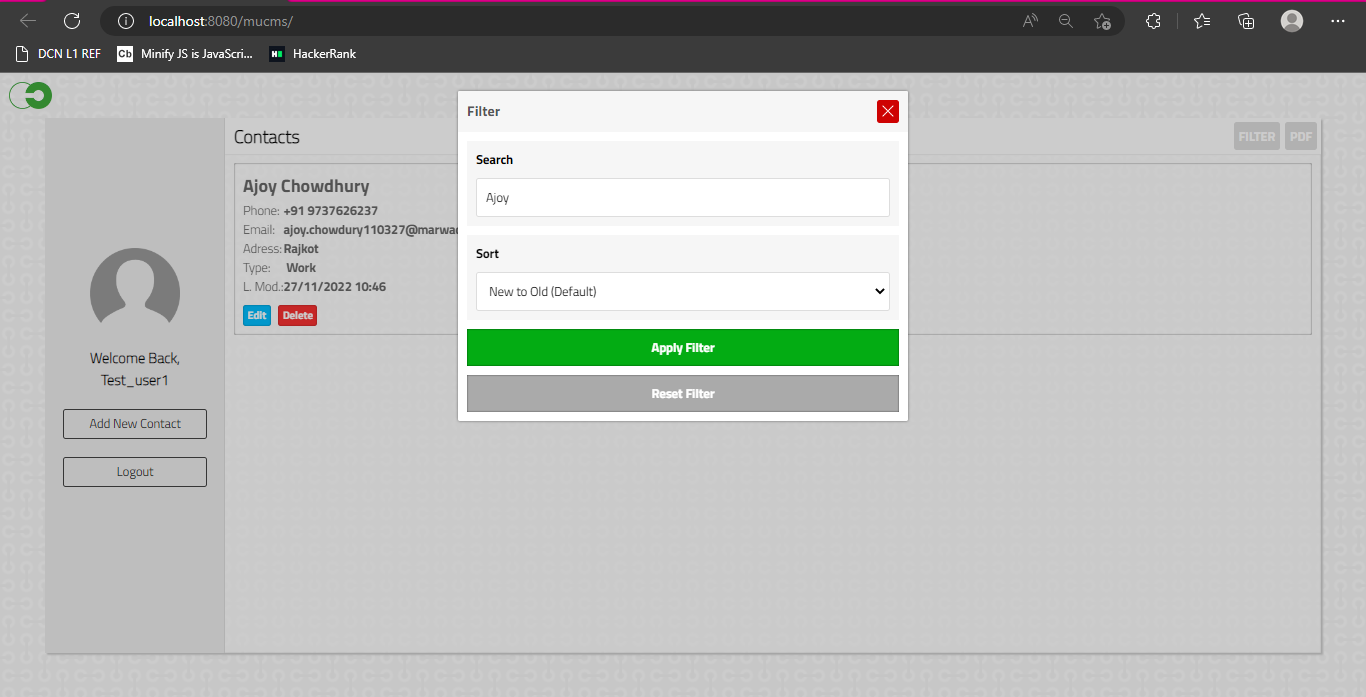 localhost:8080/mucms/
DCN L1 REF
Cb Minify JS is JavaScri...
HackerRank
Contacts
FILTER
PDF
Ajoy Chowdhury
Phone: +91 9737626237
Email: ajoy.chowdury110327@marwad
Adress: Rajkot
Type: Work
L. Mod.:27/11/2022 10:46
Edit
Delete
Welcome Back,
Test_user1
Add New Contact
Logout
Filter
Search
Ajoy
Sort
New to Old (Default)
Apply Filter
Reset Filter